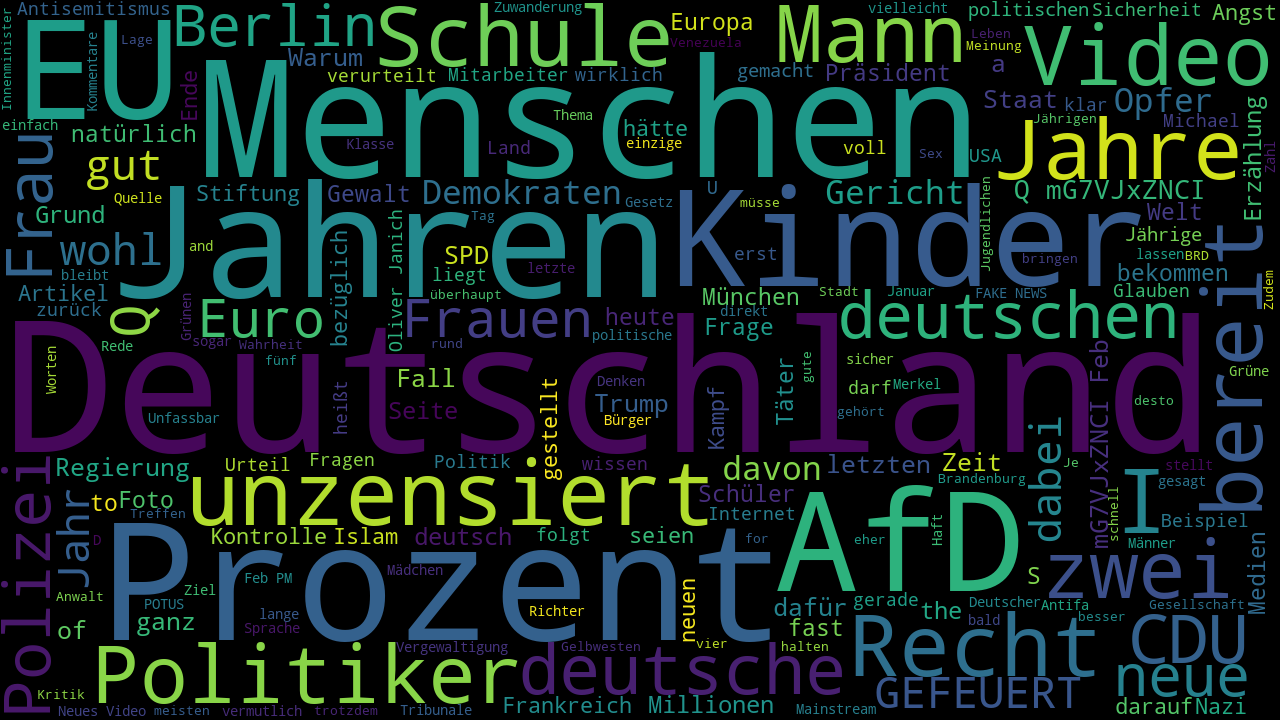 Antisemitismus
Berlin
Schule
Zuwanderung
Europa
Mann
vielleicht
politischen
Sicherheit
Angst
Innenminister
EU
Kommentare
Lage
Warum
Venezuela
Leben
Meinung
Video
Ende
verurteilt
Mitarbeiter
wirklich
gemacht
Präsident
a
Menschen
Staat
klar
Opfer
einfach
natürlich
Thema
hätte
einzige
Jährigen
Michael
Erzählung
Zahl
Frau
gut
Klasse
Land
voll
Sex
USA
Jahre
Quelle
Stiftung
Gewalt
Demokraten
Gesetz
U
müsse
Gericht
Q mG7VJxZNCI
Grund
Jahren
Tag
Kinder
Jugendlichen
Welt
wohl
and
bezüglich
Oliver Janich
SPD
erst
bringen
Jährige
lassen
BRD
bereit
Zudem
bleibt
liegt
letzte
bekommen
Artikel
überhaupt
München
Stadt
Januar
FAKE NEWS
Glauben
zurück
Q
Grünen
Euro
Frauen
heute
direkt
Frage
deutschen
Rede
sogar
Wahrheit
rund
politische
Deutschland
fünf
Worten
Fall
Denken
Täter
gute
sicher
Feb
mG7VJxZNCI
Grüne
heißt
Seite
Trump
Bürger
Kampf
darf
Merkel
gehört
desto
Unfassbar
gestellt
Polizei
Regierung
Urteil
Fragen
Politik
wissen
davon
letzten
Zeit
dabei
Je
stellt
Brandenburg
gesagt
Jahr
to
Foto
Treffen
unzensiert
Schüler
Internet
AfD
Haft
schnell
I
Beispiel
D
Kontrolle
Islam
deutsch
folgt
seien
for
eher
Männer
Medien
Prozent
Mädchen
zwei
Feb PM
Anwalt
POTUS
Ziel
lange
Sprache
Richter
neuen
S
dafür
gerade
the
Deutscher
Antifa
Gesellschaft
of
ganz
fast
bald
besser
Vergewaltigung
Gelbwesten
vier
halten
Recht
CDU
Politiker
deutsche
neue
Kritik
GEFEUERT
Neues Video
meisten
vermutlich
trotzdem
Tribunale
Frankreich
Millionen
Mainstream
darauf
Nazi